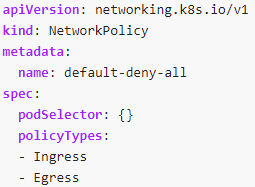 apiVersion: networking.k8s.io/v1
kind: NetworkPolicy
metadata:
  name: default-deny-all
spec:
  podSelector: {}
  policyTypes:
  - Ingress
  - Egress